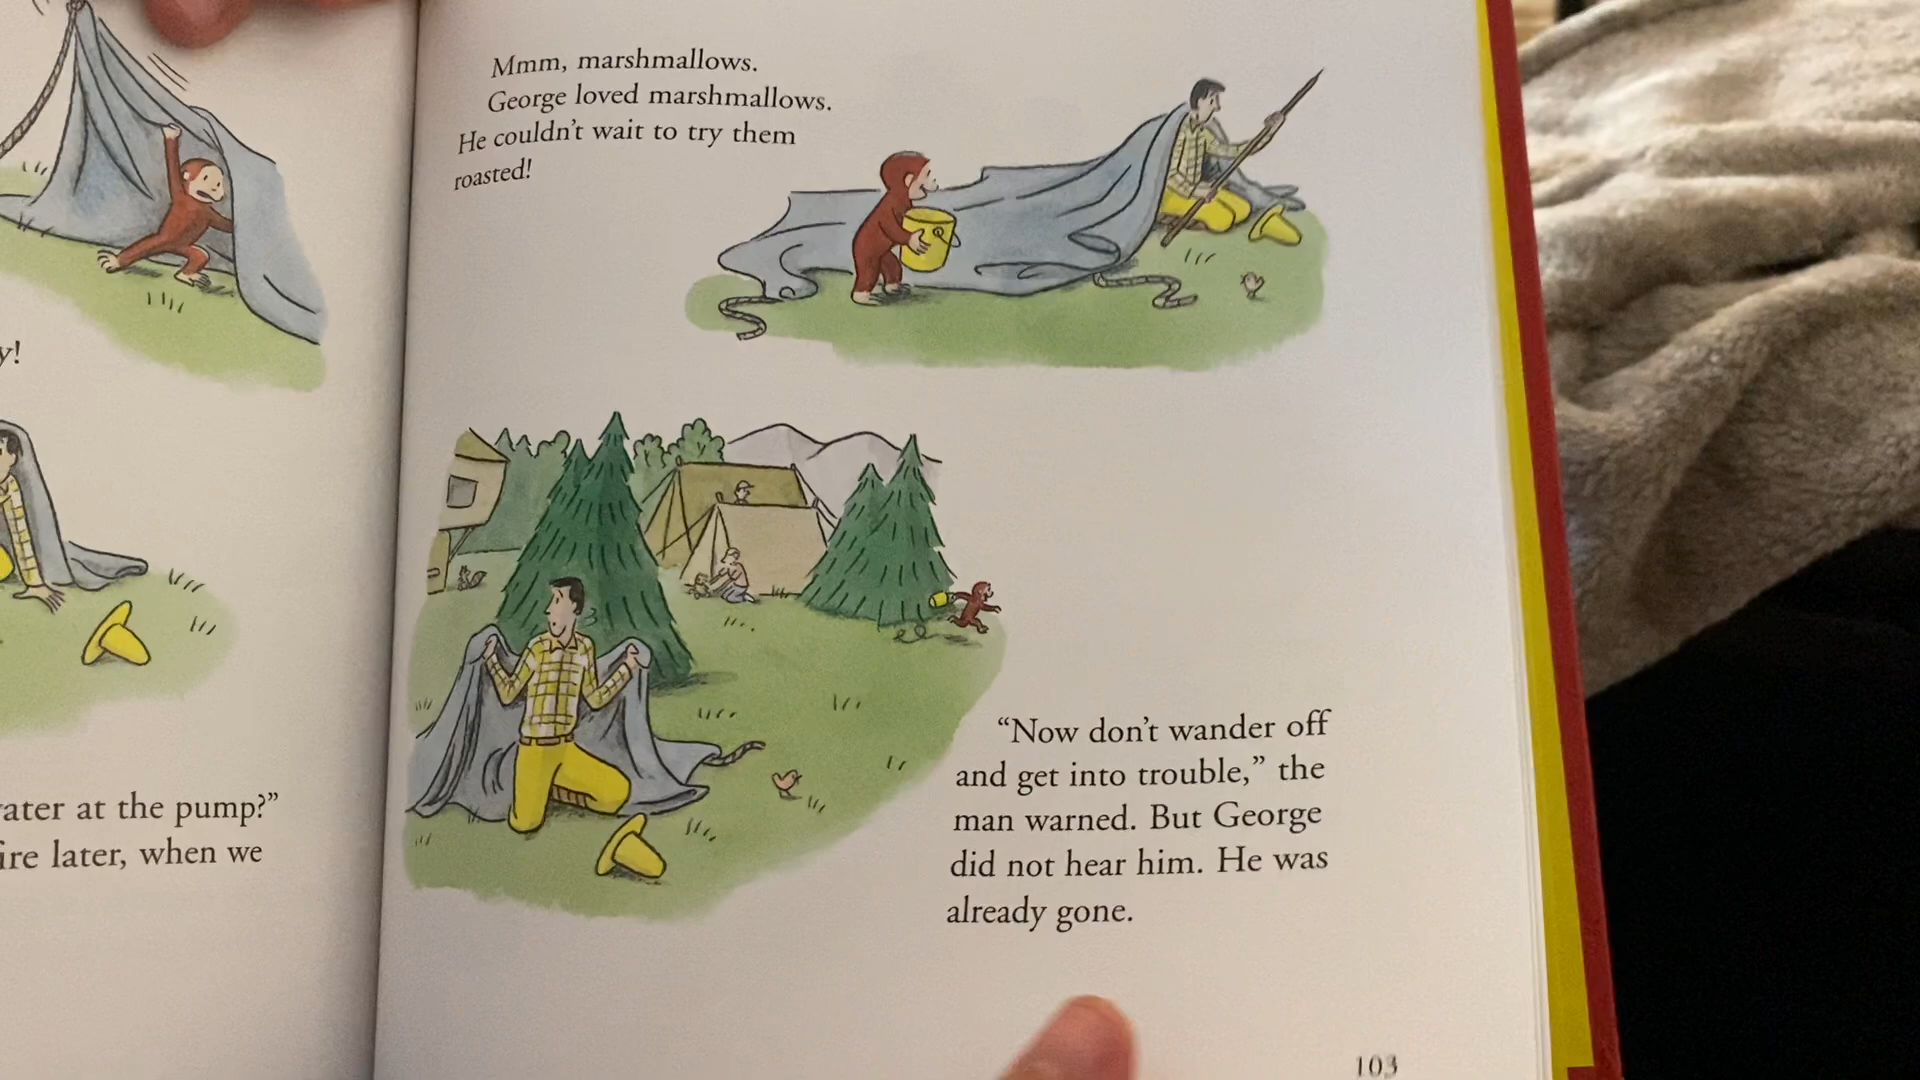 y!
ater at the pump?”
ire later, when we
Mmm, marshmallows.
George loved marshmallows.
He couldn’t wait to try them
roasted!
“Now don’t wander off
and get into trouble,” the
man warned. But George
did not hear him. He was
already gone.
103